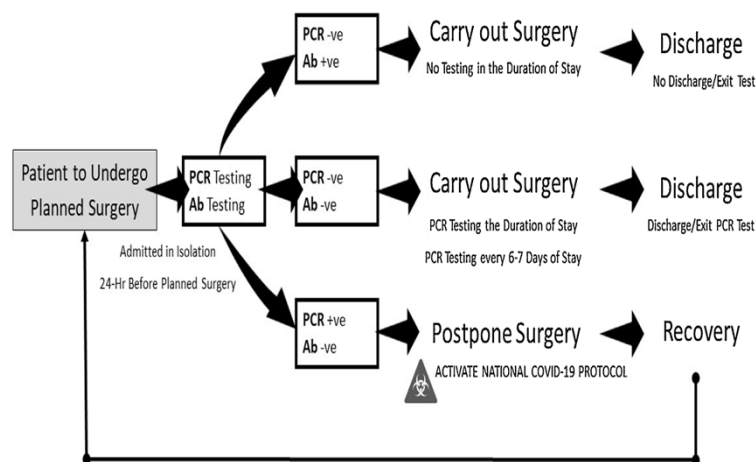 Patient to Undergo
Planned Surgery
PCR Testing
Ab Testing
Admitted in Isolation
24-Hr Before Planned Surgery
PCR -ve
Ab +ve
Carry out Surgery
No Testing in the Duration of Stay
Discharge
No Discharge/Exit Test
PCR -ve
Ab -ve
Carry out Surgery
PCR Testing the Duration of Stay
PCR Testing every 6-7 Days of Stay
Discharge
Discharge/Exit PCR Test
PCR +ve
Ab -ve
Postpone Surgery
ACTIVATE NATIONAL COVID-19 PROTOCOL
Recovery